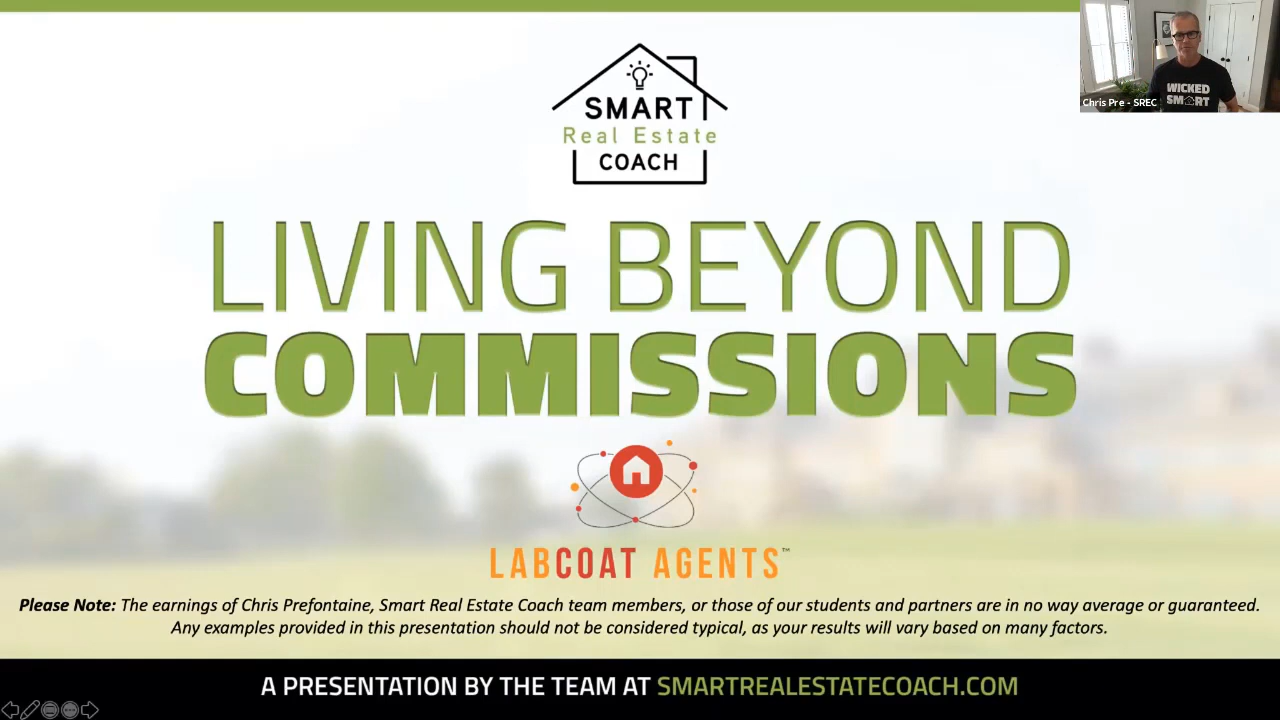 SMART
Real Estate
COACH
WICKED
SMART
Chris Pre - SREC
LIVING BEYOND
COMMISSIONS
LABCOAT AGENTS™
Please Note: The earnings of Chris Prefontaine, Smart Real Estate Coach team members, or those of our students and partners are in no way average or guaranteed.
Any examples provided in this presentation should not be considered typical, as your results will vary based on many factors.
A PRESENTATION BY THE TEAM AT SMARTREALESTATECOACH.COM